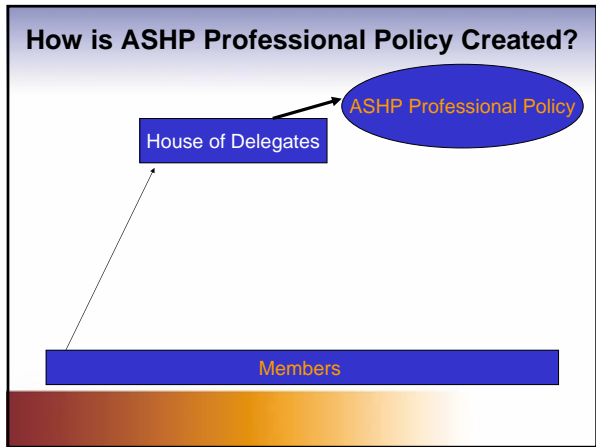 How is ASHP Professional Policy Created?
ASHP Professional Policy
House of Delegates
Members